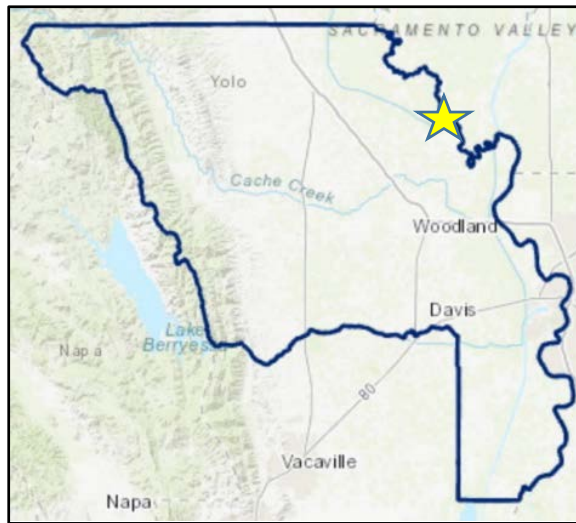 SACRAMENTO VALLEY
Yolo
Cache Creek
Woodland
Davis
Lake
Berryessa
Napa
80
Vacaville
Napa